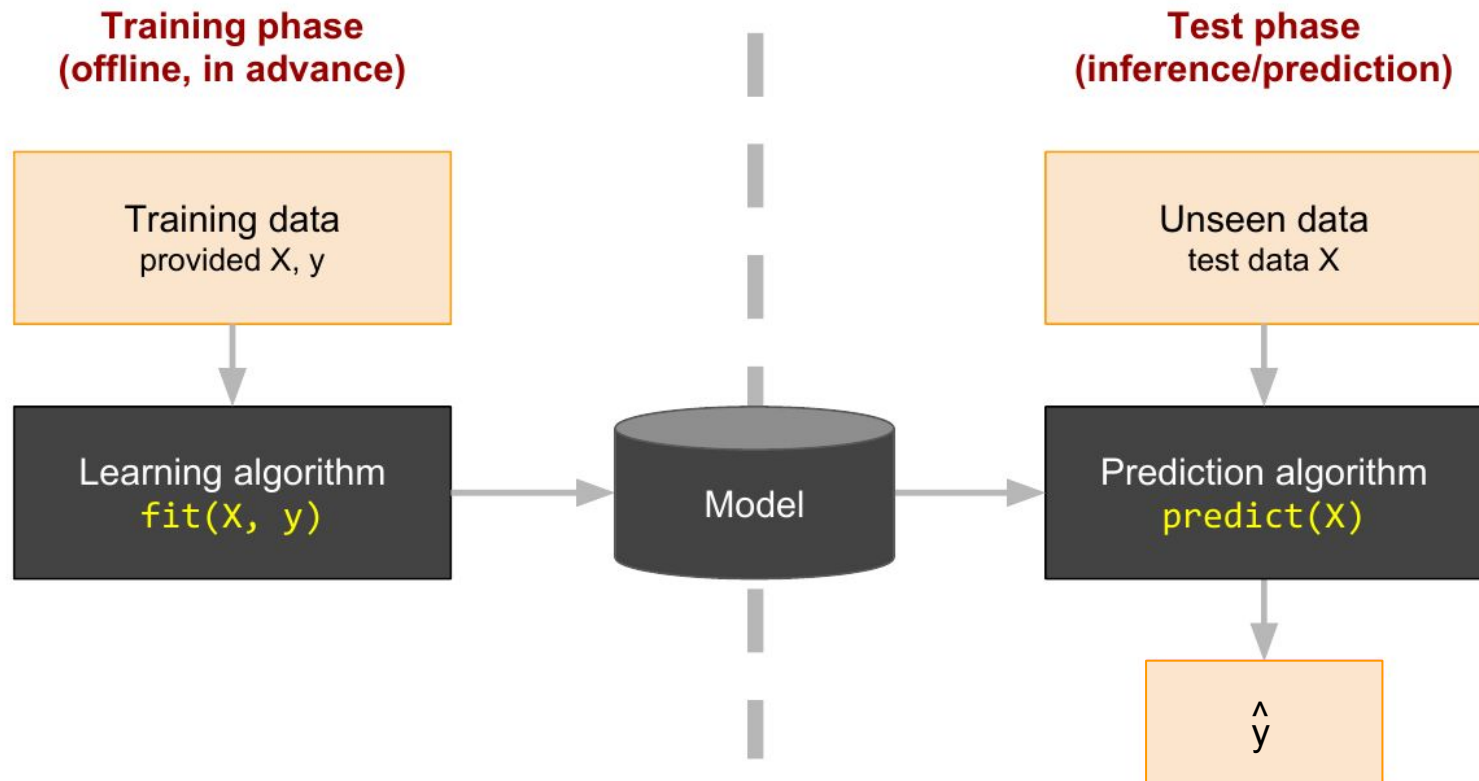 Training phase
(offline, in advance)
Test phase
(inference/prediction)
Training data
provided X, y
Unseen data
test data X
Learning algorithm
fit(X, y)
Model
Prediction algorithm
predict(X)
ŷ